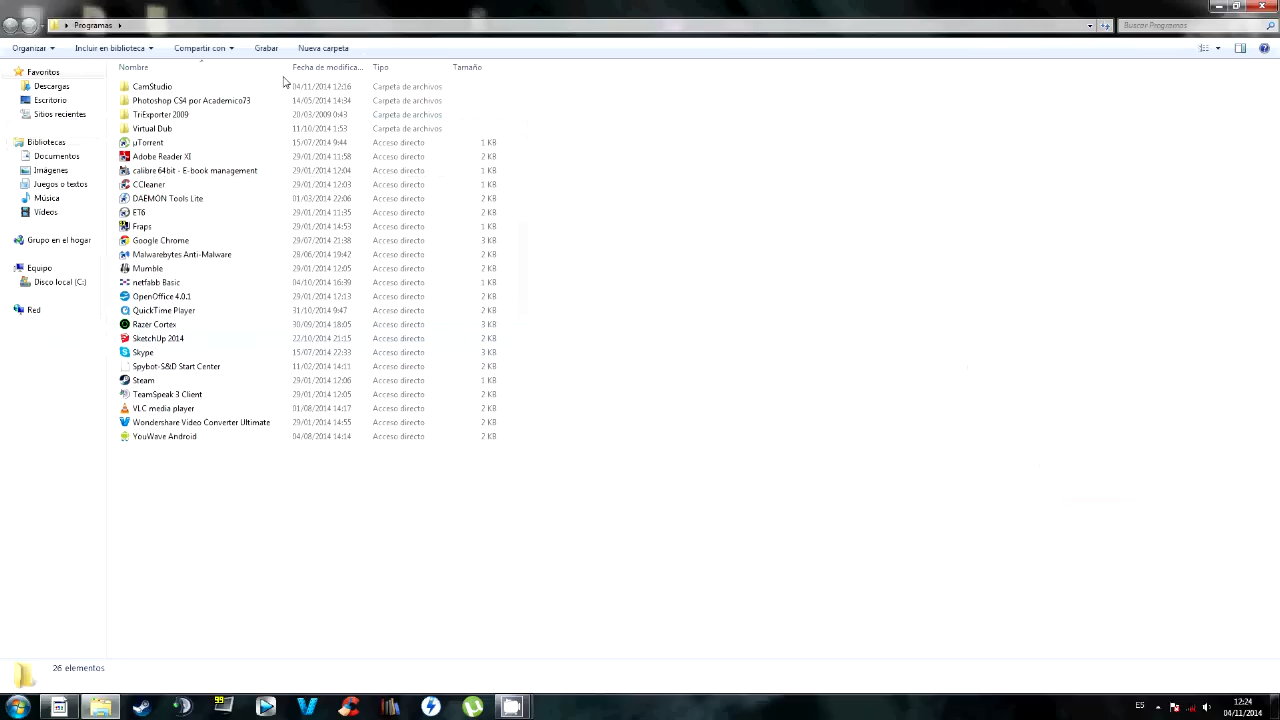 Programas
Buscar Programas
Organizar Incluir en biblioteca Compartir con Grabar Nueva carpeta
Nombre Fecha de modifica... Tipo Tamaño
Favoritos
Descargas
Escritorio
Sitios recientes
Bibliotecas
Documentos
Imágenes
Juegos o textos
Música
Vídeos
Grupo en el hogar
Equipo
Disco local (C:)
Red
CamStudio 04/11/2014 12:16 Carpeta de archivos
Photoshop CS4 por Academico73 14/05/2014 14:34 Carpeta de archivos
TriExporter 2009 20/03/2009 0:43 Carpeta de archivos
Virtual Dub 11/10/2014 1:53 Carpeta de archivos
µTorrent 15/07/2014 9:44 Acceso directo 1 KB
Adobe Reader XI 29/01/2014 11:58 Acceso directo 2 KB
calibre 64bit - E-book management 29/01/2014 12:04 Acceso directo 1 KB
CCleaner 29/01/2014 12:03 Acceso directo 1 KB
DAEMON Tools Lite 01/03/2014 22:06 Acceso directo 2 KB
ET6 29/01/2014 11:35 Acceso directo 2 KB
Fraps 29/01/2014 14:53 Acceso directo 1 KB
Google Chrome 29/07/2014 21:38 Acceso directo 3 KB
Malwarebytes Anti-Malware 28/06/2014 19:42 Acceso directo 2 KB
Mumble 29/01/2014 12:05 Acceso directo 2 KB
netfabb Basic 04/10/2014 16:39 Acceso directo 1 KB
OpenOffice 4.0.1 29/01/2014 12:13 Acceso directo 2 KB
QuickTime Player 31/10/2014 9:47 Acceso directo 2 KB
Razer Cortex 30/09/2014 18:05 Acceso directo 3 KB
SketchUp 2014 22/10/2014 21:15 Acceso directo 2 KB
Skype 15/07/2014 22:33 Acceso directo 3 KB
Spybot-S&D Start Center 11/02/2014 14:11 Acceso directo 2 KB
Steam 29/01/2014 12:06 Acceso directo 1 KB
TeamSpeak 3 Client 29/01/2014 12:05 Acceso directo 2 KB
VLC media player 01/08/2014 14:17 Acceso directo 2 KB
Wondershare Video Converter Ultimate 29/01/2014 14:55 Acceso directo 2 KB
YouWave Android 04/08/2014 14:14 Acceso directo 2 KB
26 elementos
99
ES
12:24
04/11/2014